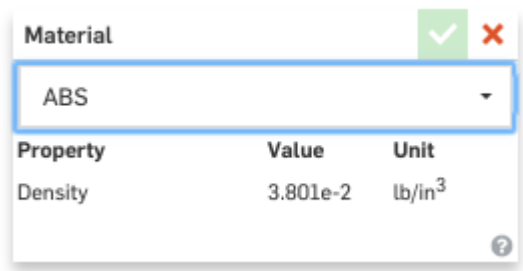 Material
ABS
Property Value Unit
Density 3.801e-2 lb/in³